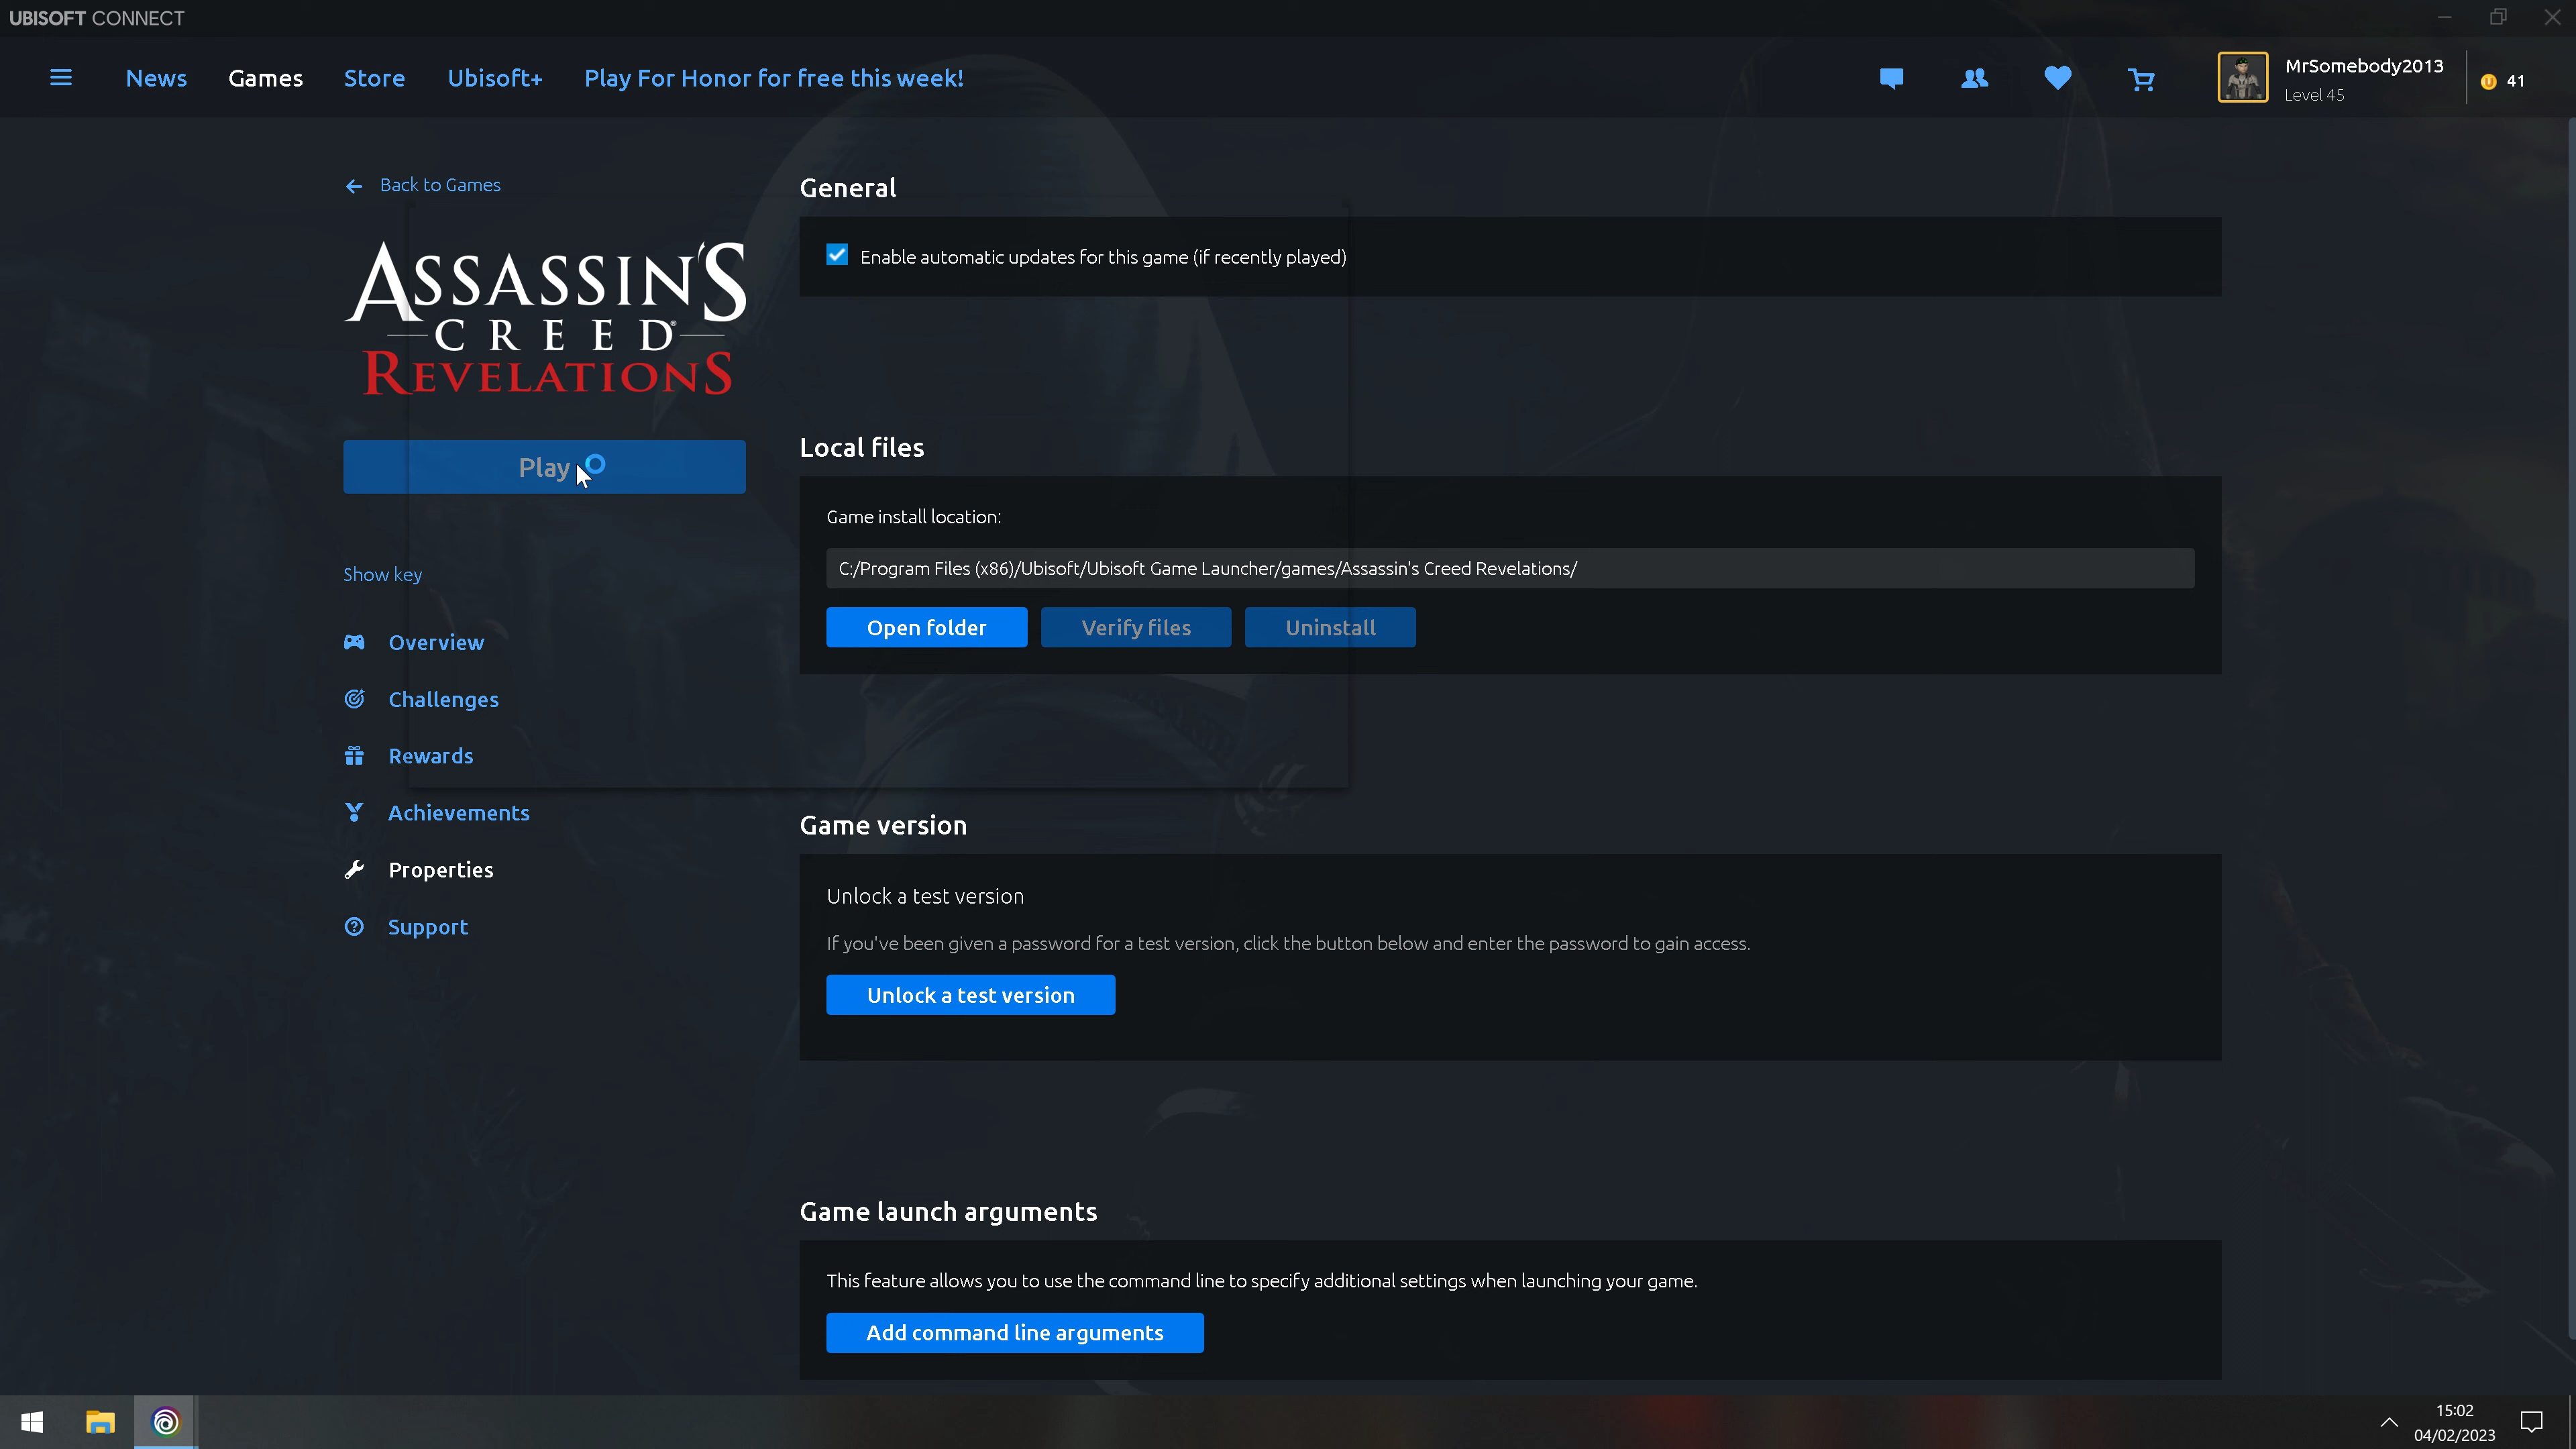 UBISOFT CONNECT
News Games Store Ubisoft+ Play For Honor for free this week!
MrSomebody2013
Level 45
41
Back to Games
ASSASSIN'S
CREED®
REVELATIONS
Play
Show key
Overview
Challenges
Rewards
Achievements
Properties
Support
General
Enable automatic updates for this game (if recently played)
Local files
Game install location:
C:/Program Files (x86)/Ubisoft/Ubisoft Game Launcher/games/Assassin's Creed Revelations/
Open folder Verify files Uninstall
Game version
Unlock a test version
If you've been given a password for a test version, click the button below and enter the password to gain access.
Unlock a test version
Game launch arguments
This feature allows you to use the command line to specify additional settings when launching your game.
Add command line arguments
15:02
04/02/2023